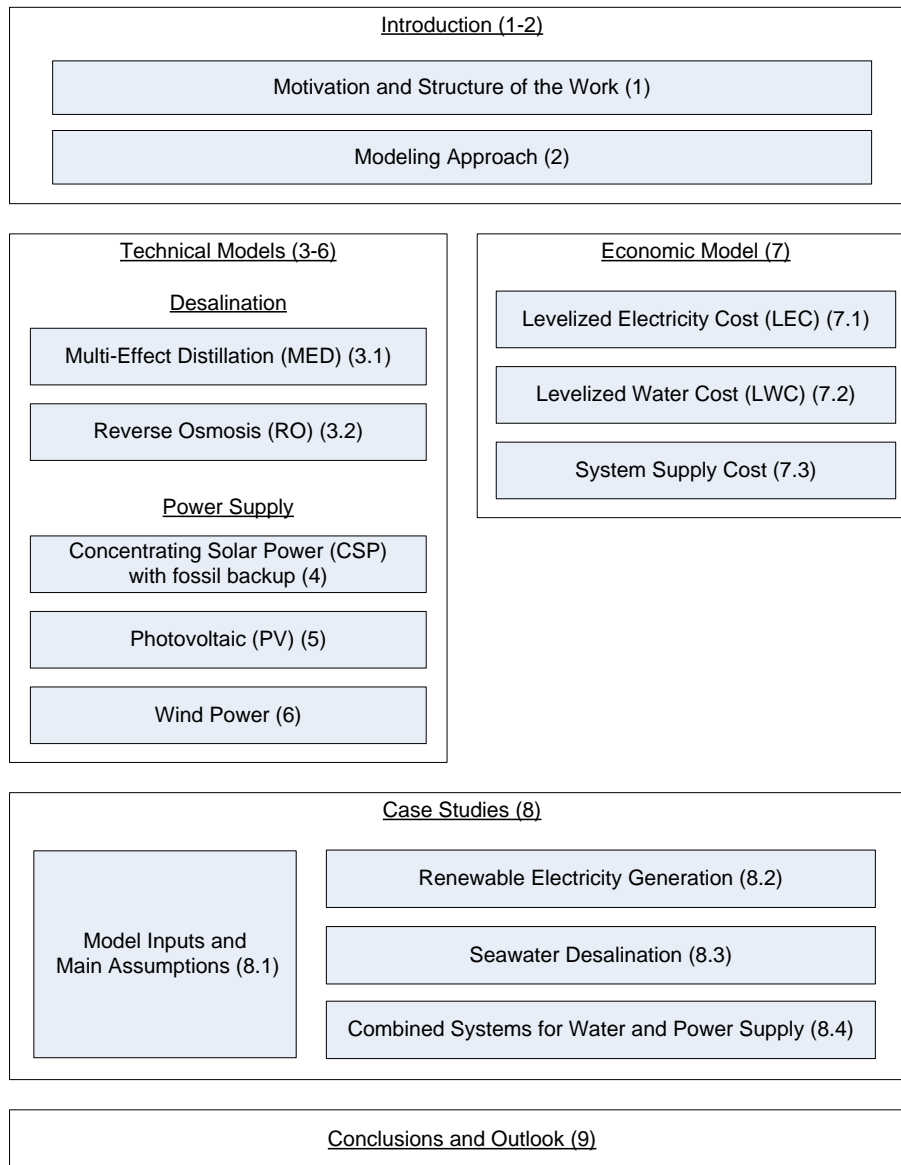 Introduction (1-2)
Motivation and Structure of the Work (1)
Modeling Approach (2)
Technical Models (3-6)
Desalination
Multi-Effect Distillation (MED) (3.1)
Reverse Osmosis (RO) (3.2)
Power Supply
Concentrating Solar Power (CSP)
with fossil backup (4)
Photovoltaic (PV) (5)
Wind Power (6)
Economic Model (7)
Levelized Electricity Cost (LEC) (7.1)
Levelized Water Cost (LWC) (7.2)
System Supply Cost (7.3)
Case Studies (8)
Model Inputs and
Main Assumptions (8.1)
Renewable Electricity Generation (8.2)
Seawater Desalination (8.3)
Combined Systems for Water and Power Supply (8.4)
Conclusions and Outlook (9)